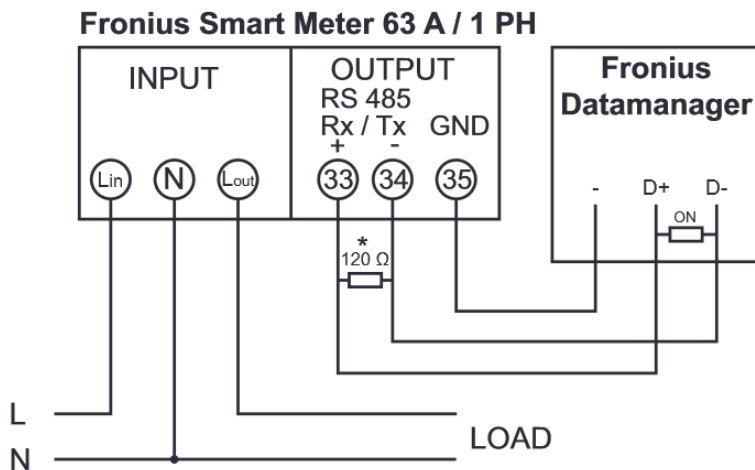 Fronius Smart Meter 63 A / 1 PH
INPUT
OUTPUT
RS 485
Rx / Tx GND
+ -
Lin N Lout 33 34 35
Fronius
Datamanager
- D+ D-
ON
*
120 Ω
L
N
LOAD